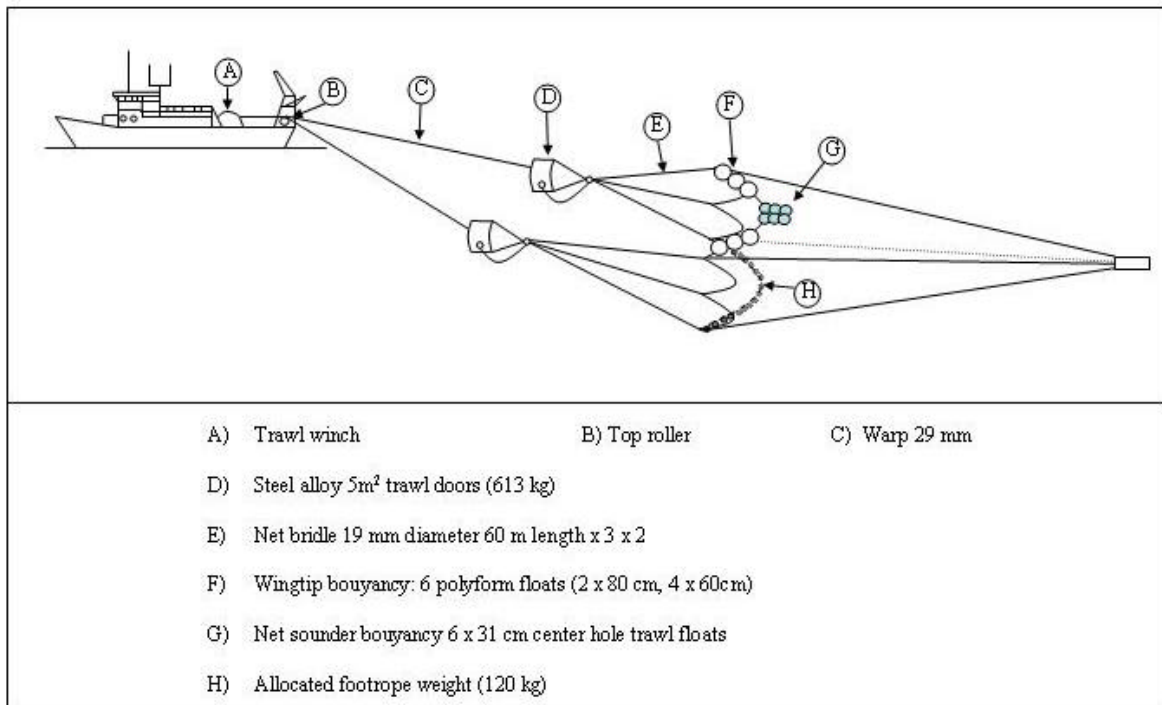 A
B
C
D
E
F
G
H
A) Trawl winch B) Top roller C) Warp 29 mm
D) Steel alloy 5m² trawl doors (613 kg)
E) Net bridle 19 mm diameter 60 m length x 3 x 2
F) Wingtip bouyancy: 6 polyform floats (2 x 80 cm, 4 x 60cm)
G) Net sounder bouyancy 6 x 31 cm center hole trawl floats
H) Allocated footrope weight (120 kg)